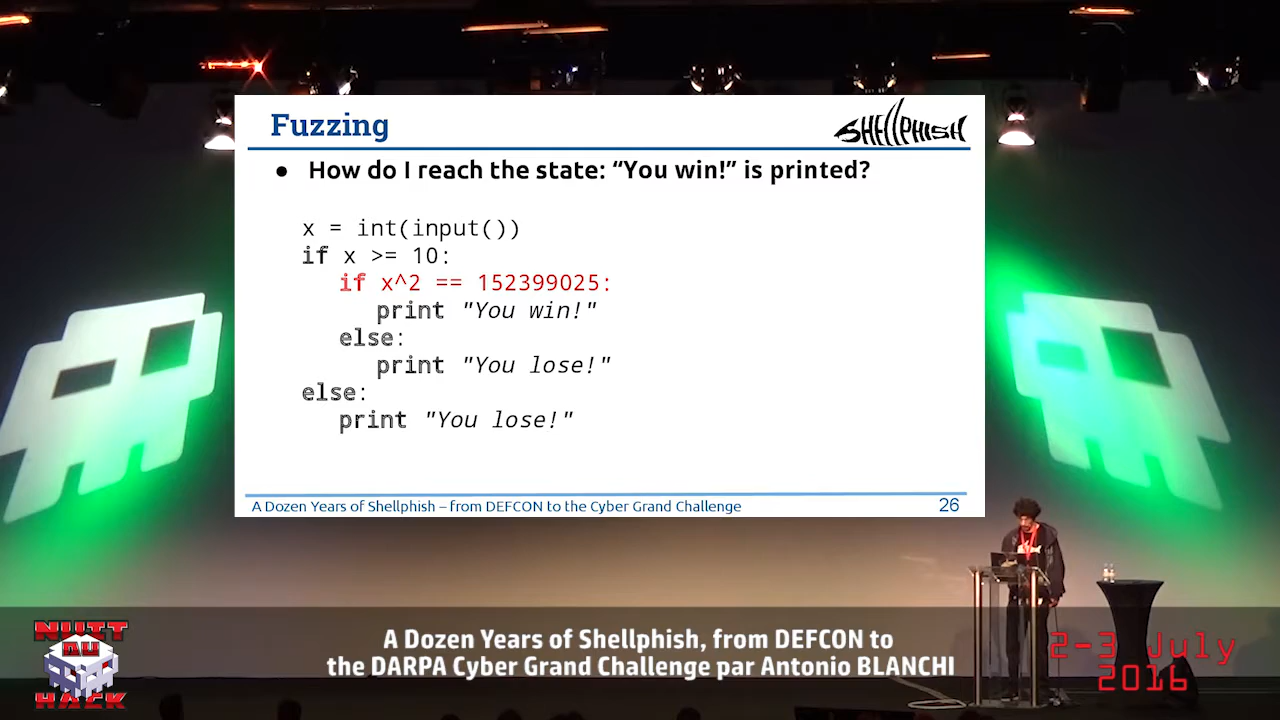 Fuzzing
SHELLPHISH
● How do I reach the state: “You win!” is printed?
x = int(input())
if x >= 10:
if x^2 == 152399025:
print "You win!"
else:
print "You lose!"
else:
print "You lose!"
A Dozen Years of Shellphish – from DEFCON to the Cyber Grand Challenge
26
NUIT
DU
HACK
A Dozen Years of Shellphish, from DEFCON to
the DARPA Cyber Grand Challenge par Antonio BLANCHI
2-3 July
2016